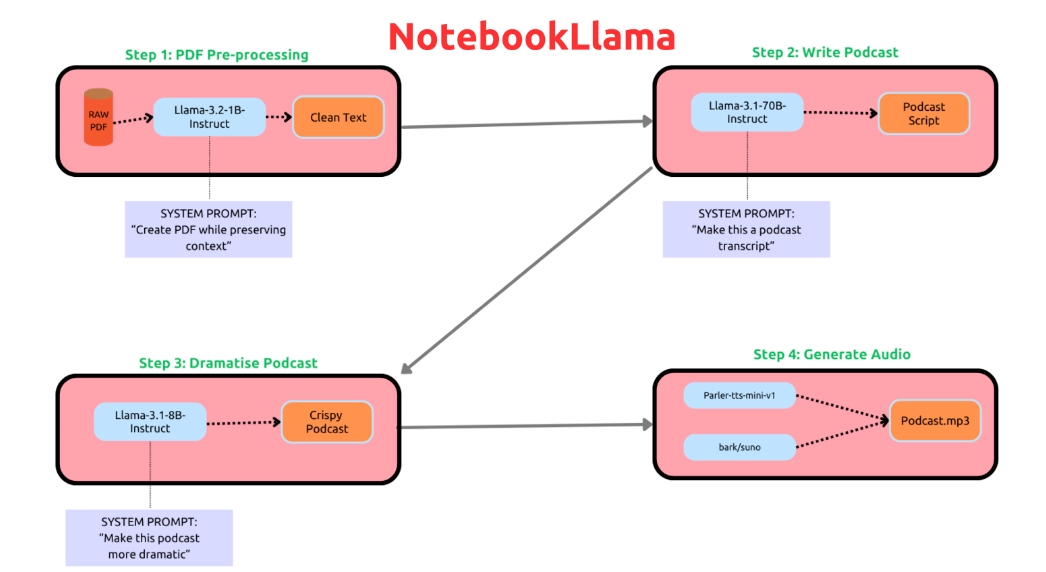 NotebookLlama
Step 1: PDF Pre-processing
RAW
PDF
Llama-3.2-1B-
Instruct
Clean Text
SYSTEM PROMPT:
“Create PDF while preserving
context”
Step 2: Write Podcast
Llama-3.1-70B-
Instruct
Podcast
Script
SYSTEM PROMPT:
“Make this a podcast
transcript”
Step 3: Dramatise Podcast
Llama-3.1-8B-
Instruct
Crispy
Podcast
SYSTEM PROMPT:
“Make this podcast
more dramatic”
Step 4: Generate Audio
Parler-tts-mini-v1
bark/suno
Podcast.mp3